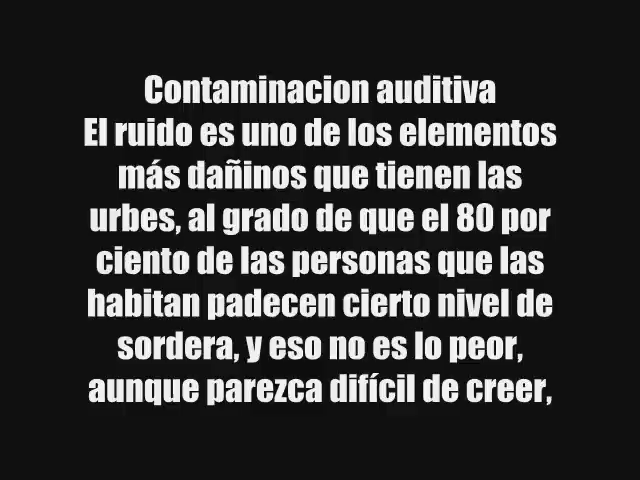 Contaminacion auditiva
El ruido es uno de los elementos
más dañinos que tienen las
urbes, al grado de que el 80 por
ciento de las personas que las
habitan padecen cierto nivel de
sordera, y eso no es lo peor,
aunque parezca difícil de creer,